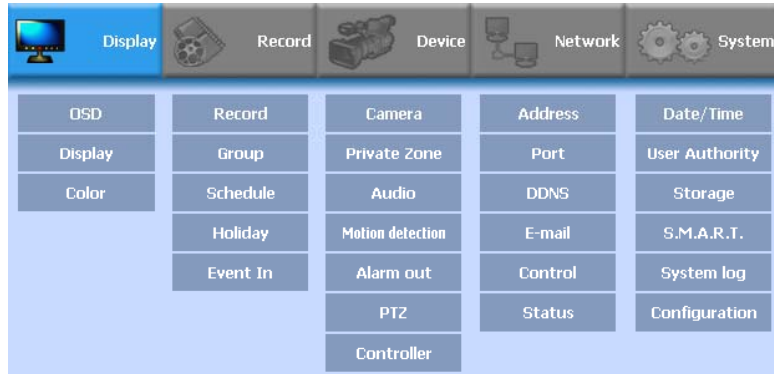 Display Record Device Network System
OSD Record Camera Address Date/Time
Display Group Private Zone Port User Authority
Color Schedule Audio DDNS Storage
Holiday Motion detection E-mail S.M.A.R.T.
Event In Alarm out Control System log
PTZ Status Configuration
Controller